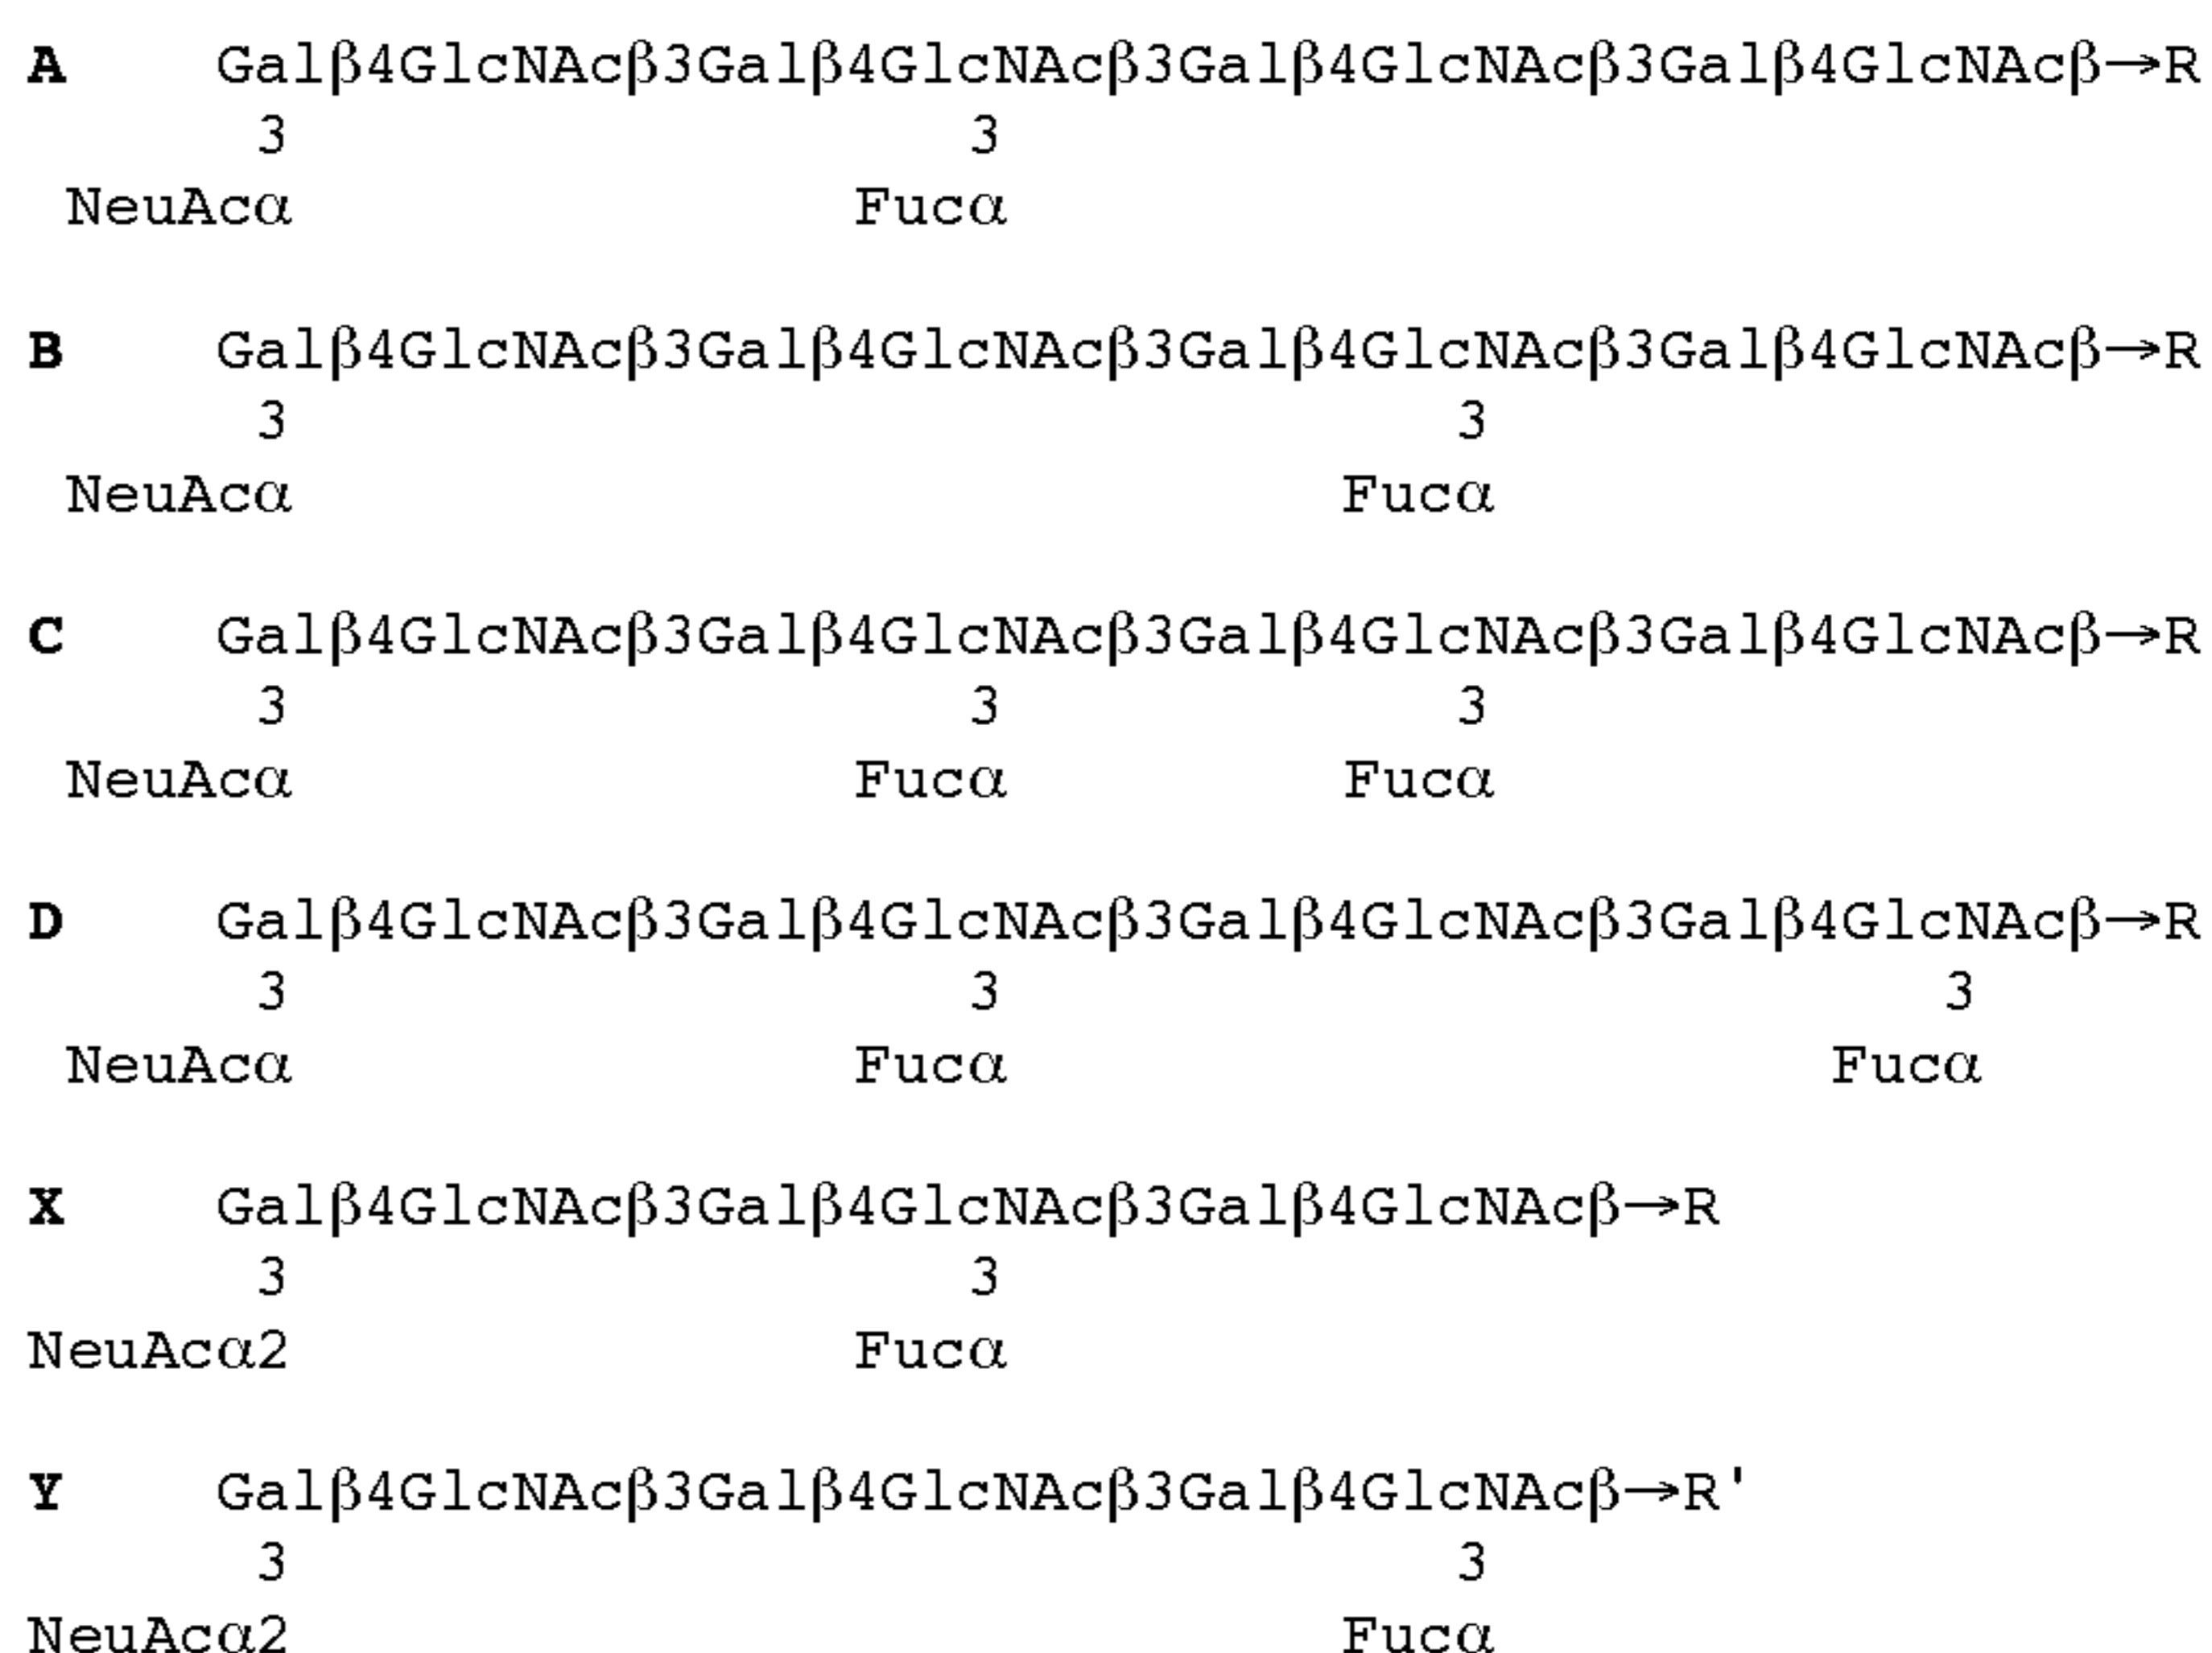 A Galβ4GlcNAcβ3Galβ4GlcNAcβ3Galβ4GlcNAcβ3Galβ4GlcNAcβ→R
3 3
NeuAcα Fucα
B Galβ4GlcNAcβ3Galβ4GlcNAcβ3Galβ4GlcNAcβ3Galβ4GlcNAcβ→R
3 3
NeuAcα Fucα
C Galβ4GlcNAcβ3Galβ4GlcNAcβ3Galβ4GlcNAcβ3Galβ4GlcNAcβ→R
3 3 3
NeuAcα Fucα Fucα
D Galβ4GlcNAcβ3Galβ4GlcNAcβ3Galβ4GlcNAcβ3Galβ4GlcNAcβ→R
3 3 3
NeuAcα Fucα Fucα
X Galβ4GlcNAcβ3Galβ4GlcNAcβ3Galβ4GlcNAcβ→R
3 3
NeuAcα2 Fucα
Y Galβ4GlcNAcβ3Galβ4GlcNAcβ3Galβ4GlcNAcβ→R'
3 3
NeuAcα2 Fucα